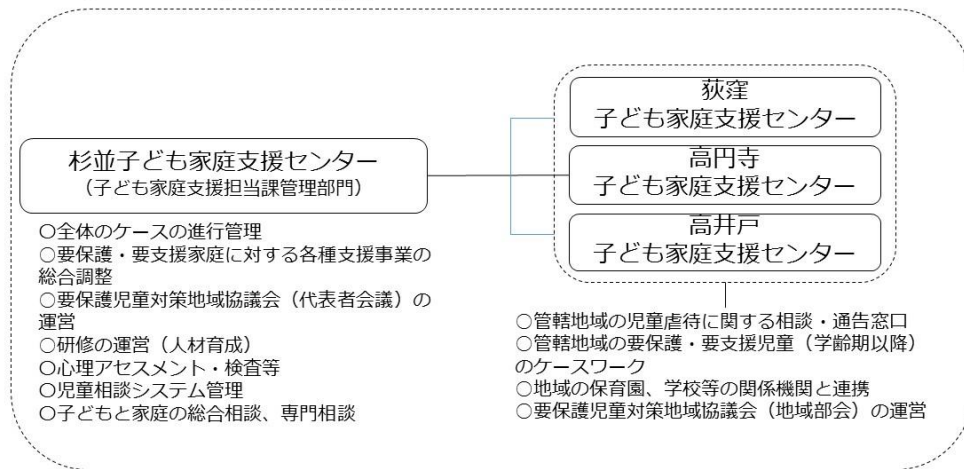 杉並子ども家庭支援センター
（子ども家庭支援担当課管理部門）
〇全体のケースの進行管理
○要保護・要支援家庭に対する各種支援事業の
総合調整
○要保護児童対策地域協議会（代表者会議）の
運営
○研修の運営（人材育成）
○心理アセスメント・検査等
○児童相談システム管理
○子どもと家庭の総合相談、専門相談
荻窪
子ども家庭支援センター
高円寺
子ども家庭支援センター
高井戸
子ども家庭支援センター
○管轄地域の児童虐待に関する相談・通告窓口
○管轄地域の要保護・要支援児童（学齢期以降）
のケースワーク
○地域の保育園、学校等の関係機関と連携
○要保護児童対策地域協議会（地域部会）の運営